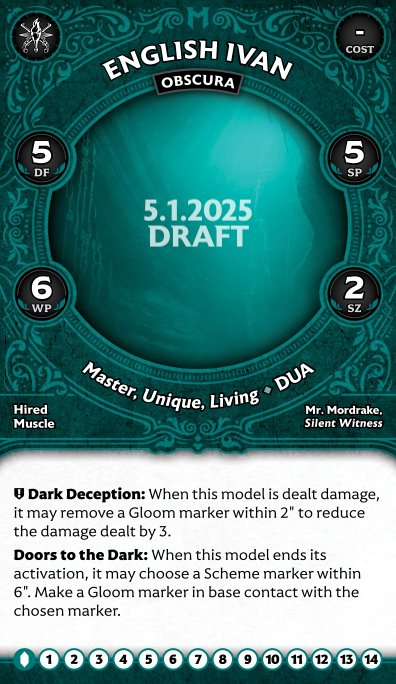 -
COST
ENGLISH IVAN
OBSCURA
5
DF
5
SP
5.1.2025
DRAFT
6
WP
2
SZ
Master, Unique, Living ⬥ DUA
Hired
Muscle
Mr. Mordrake,
Silent Witness
Dark Deception: When this model is dealt damage,
it may remove a Gloom marker within 2" to reduce
the damage dealt by 3.
Doors to the Dark: When this model ends its
activation, it may choose a Scheme marker within
6". Make a Gloom marker in base contact with the
chosen marker.
1 2 3 4 5 6 7 8 9 10 11 12 13 14